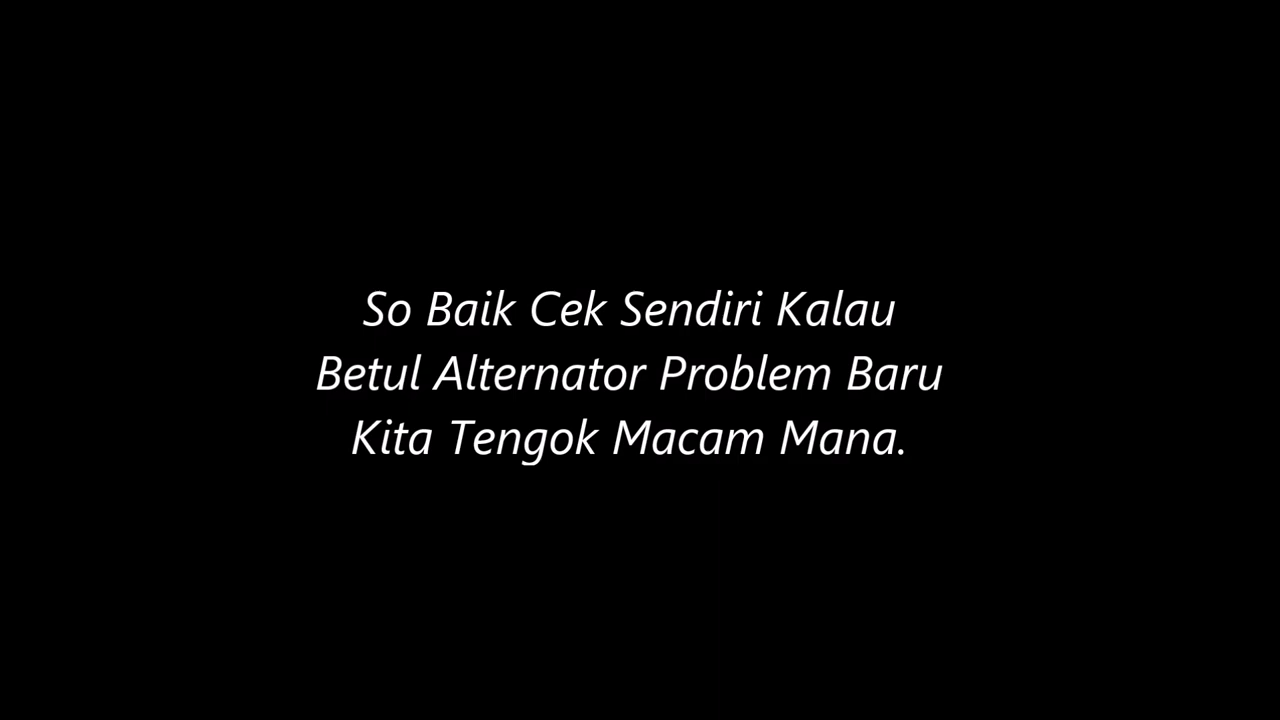 So Baik Cek Sendiri Kalau
Betul Alternator Problem Baru
Kita Tengok Macam Mana.